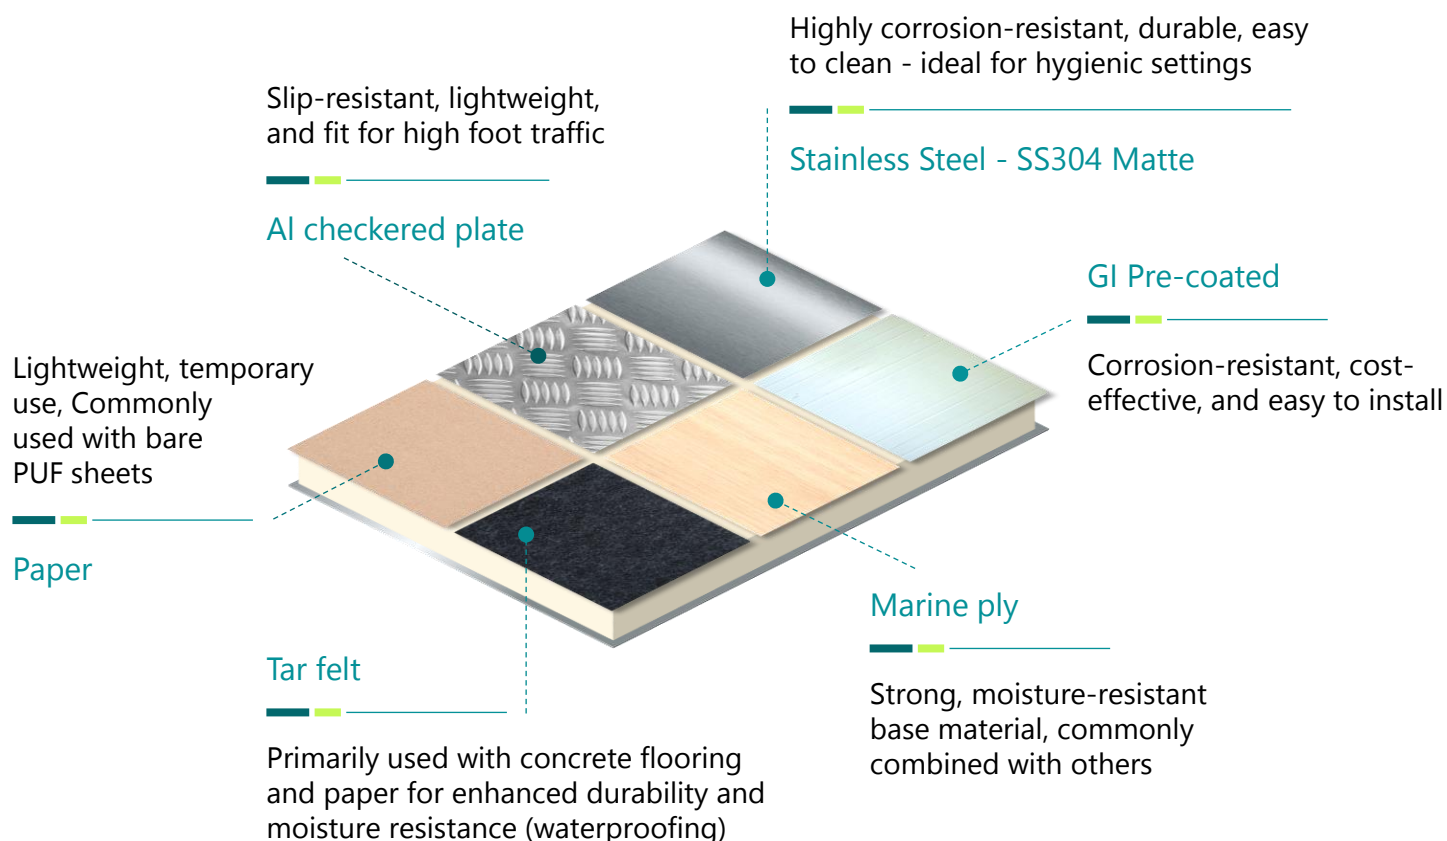 Highly corrosion-resistant, durable, easy
to clean - ideal for hygienic settings
Stainless Steel - SS304 Matte
Slip-resistant, lightweight,
and fit for high foot traffic
Al checkered plate
GI Pre-coated
Corrosion-resistant, cost-
effective, and easy to install
Lightweight, temporary
use, Commonly
used with bare
PUF sheets
Paper
Marine ply
Strong, moisture-resistant
base material, commonly
combined with others
Tar felt
Primarily used with concrete flooring
and paper for enhanced durability and
moisture resistance (waterproofing)